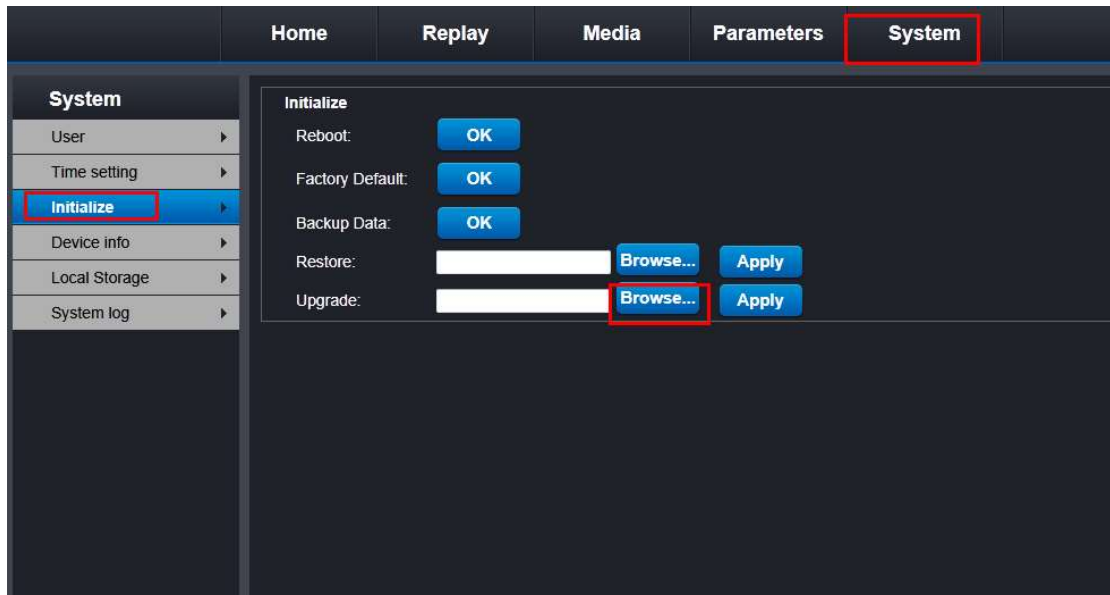 Home Replay Media Parameters System
System
User
Time setting
Initialize
Device info
Local Storage
System log
Initialize
Reboot: OK
Factory Default: OK
Backup Data: OK
Restore: Browse... Apply
Upgrade: Browse... Apply